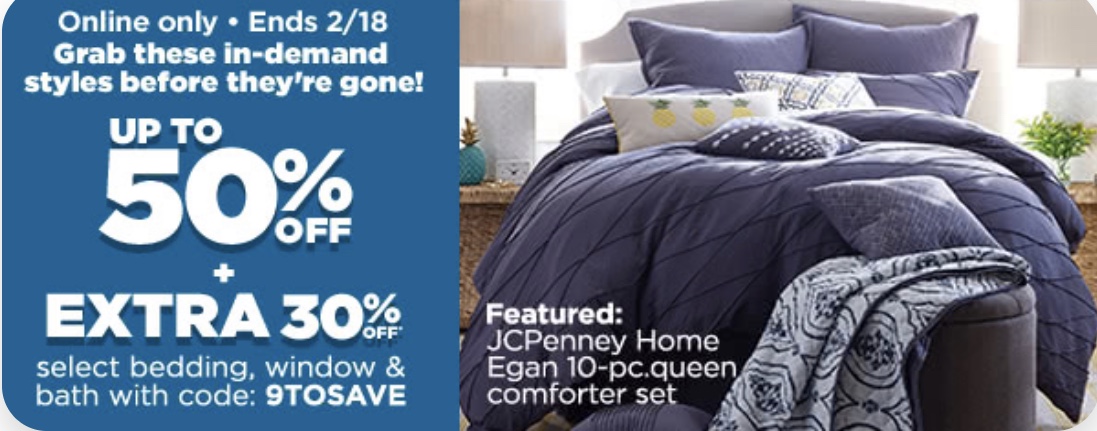 Online only • Ends 2/18
Grab these in-demand
styles before they're gone!
UP TO
50% OFF
+
EXTRA 30% OFF*
select bedding, window &
bath with code: 9TOSAVE
Featured:
JCPenney Home
Egan 10-pc.queen
comforter set